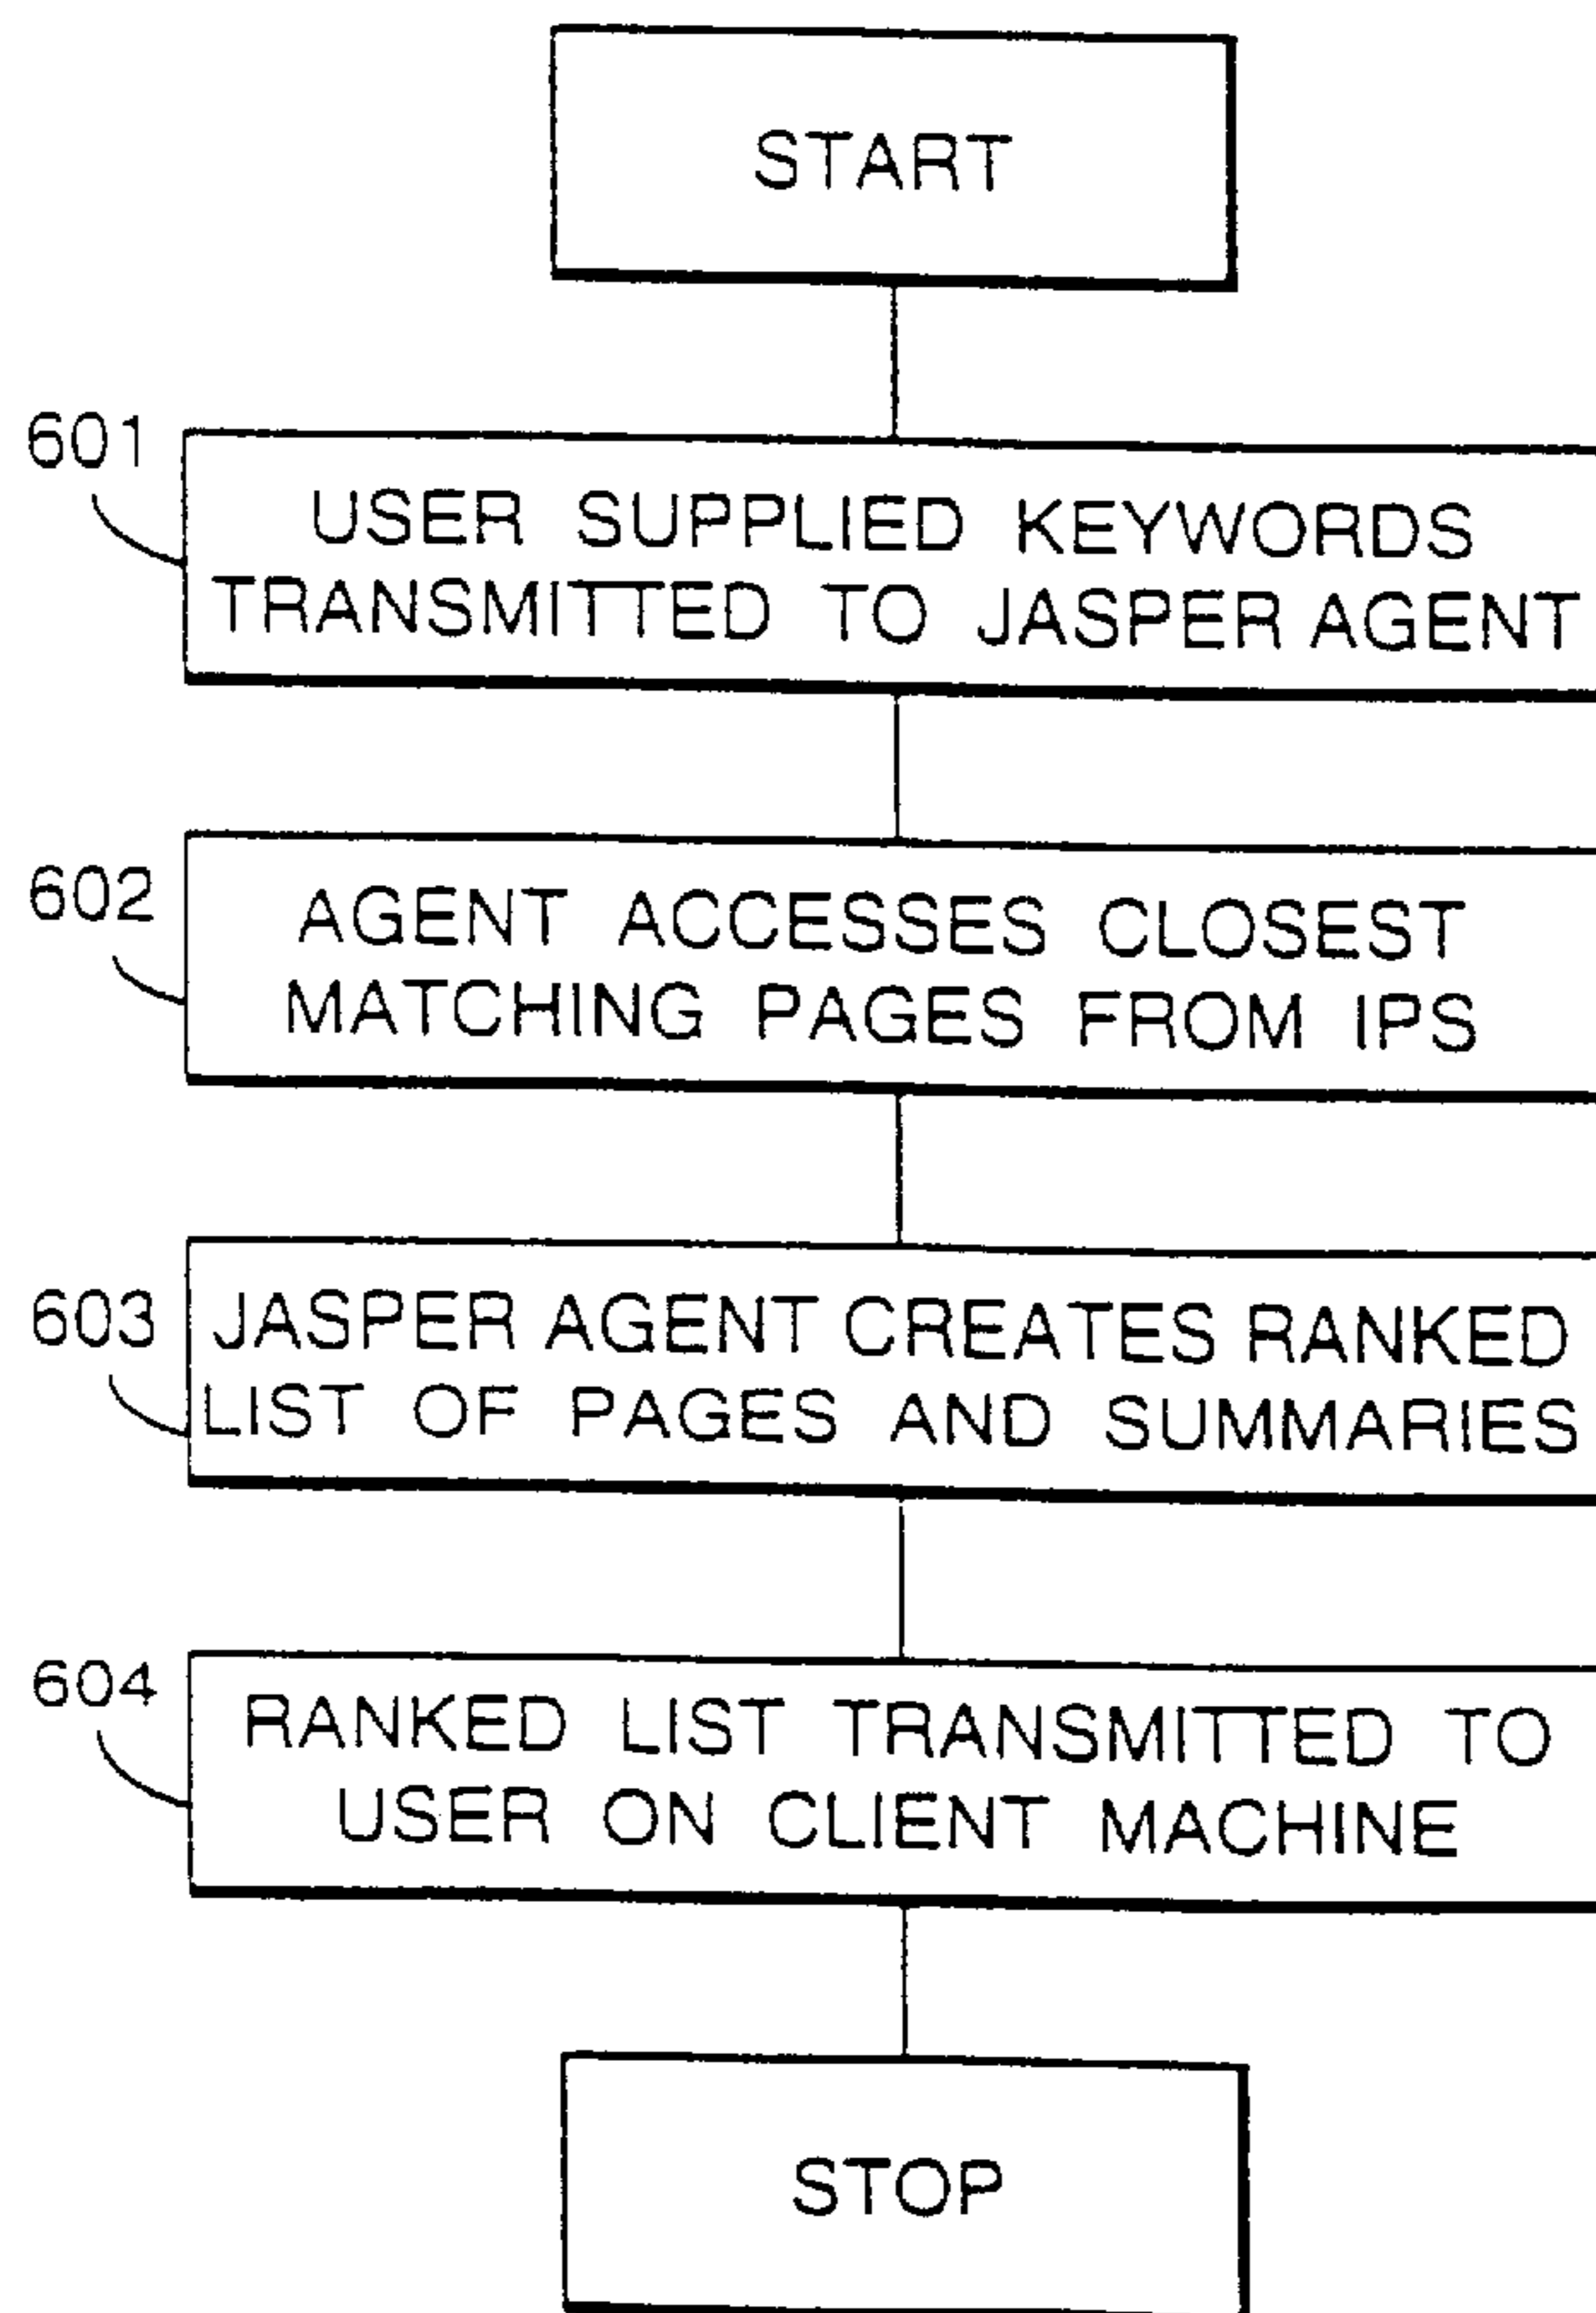 START
601
USER SUPPLIED KEYWORDS
TRANSMITTED TO JASPER AGENT
602
AGENT ACCESSES CLOSEST
MATCHING PAGES FROM IPS
603
JASPER AGENT CREATES RANKED
LIST OF PAGES AND SUMMARIES
604
RANKED LIST TRANSMITTED TO
USER ON CLIENT MACHINE
STOP